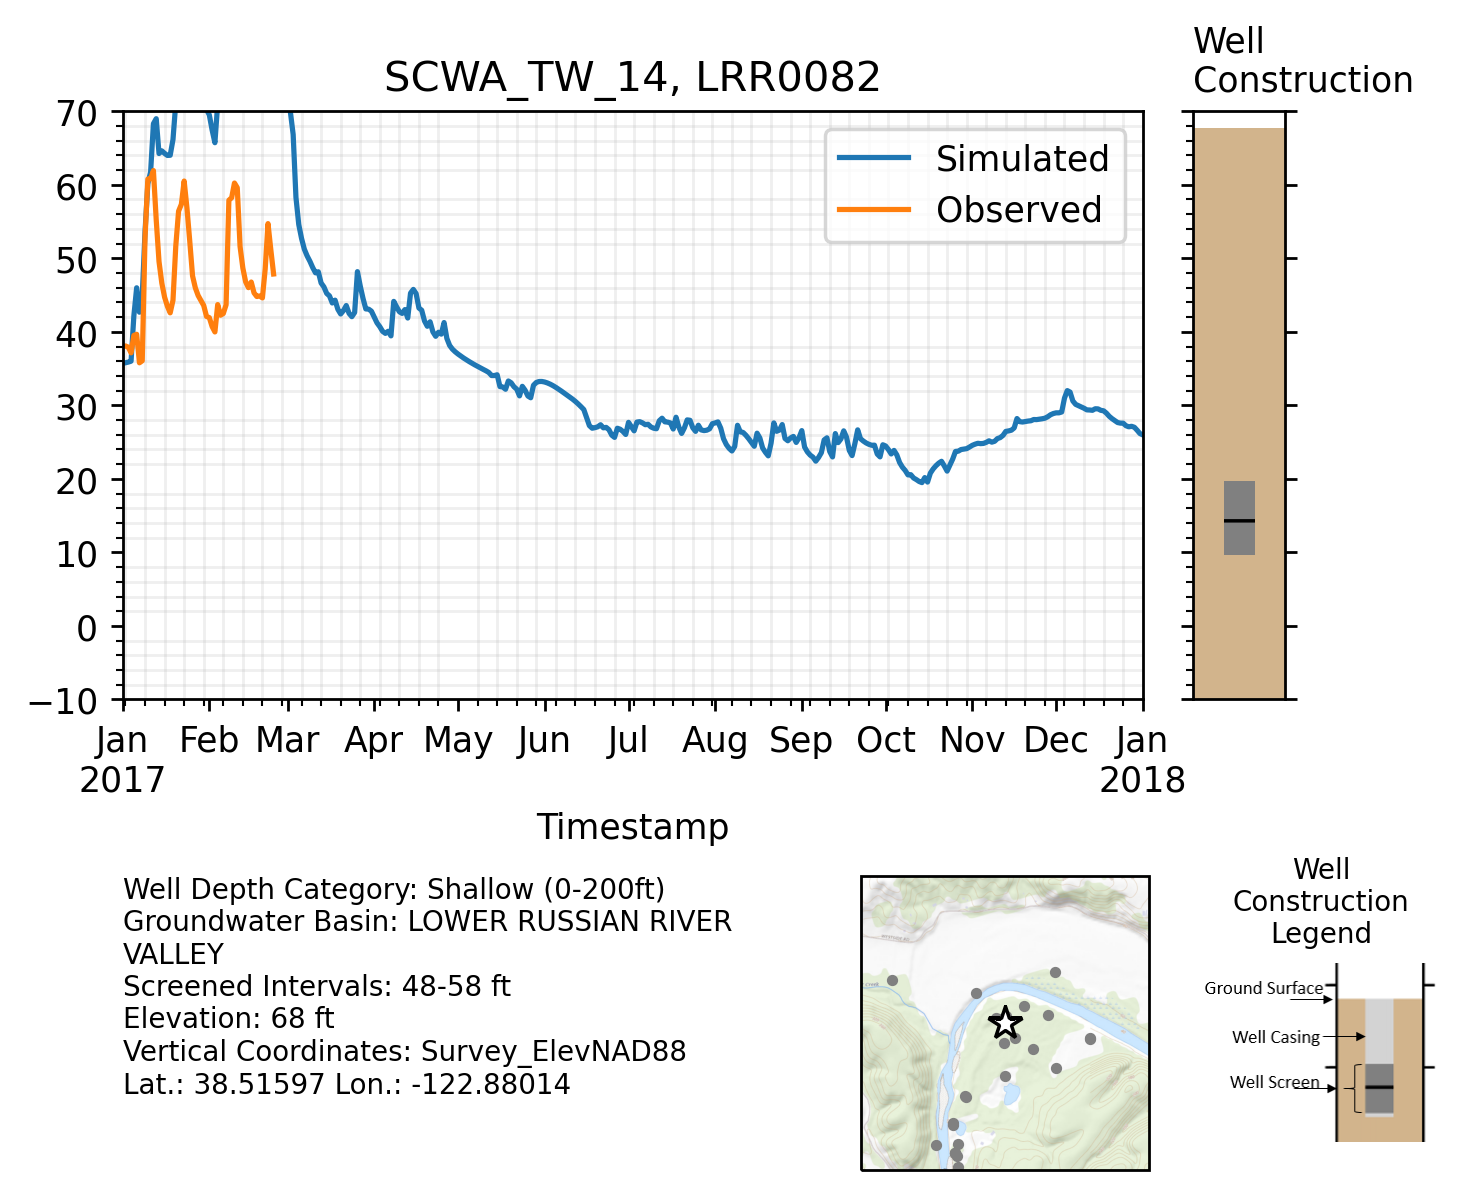 Well
Construction
SCWA_TW_14, LRR0082
70
60
50
40
30
20
10
0
−10
Simulated
Observed
Jan Feb Mar Apr May Jun Jul Aug Sep Oct Nov Dec Jan
2017 2018
Timestamp
Well Depth Category: Shallow (0-200ft)
Groundwater Basin: LOWER RUSSIAN RIVER
VALLEY
Screened Intervals: 48-58 ft
Elevation: 68 ft
Vertical Coordinates: Survey_ElevNAD88
Lat.: 38.51597 Lon.: -122.88014
Well
Construction
Legend
Ground Surface
Well Casing
Well Screen